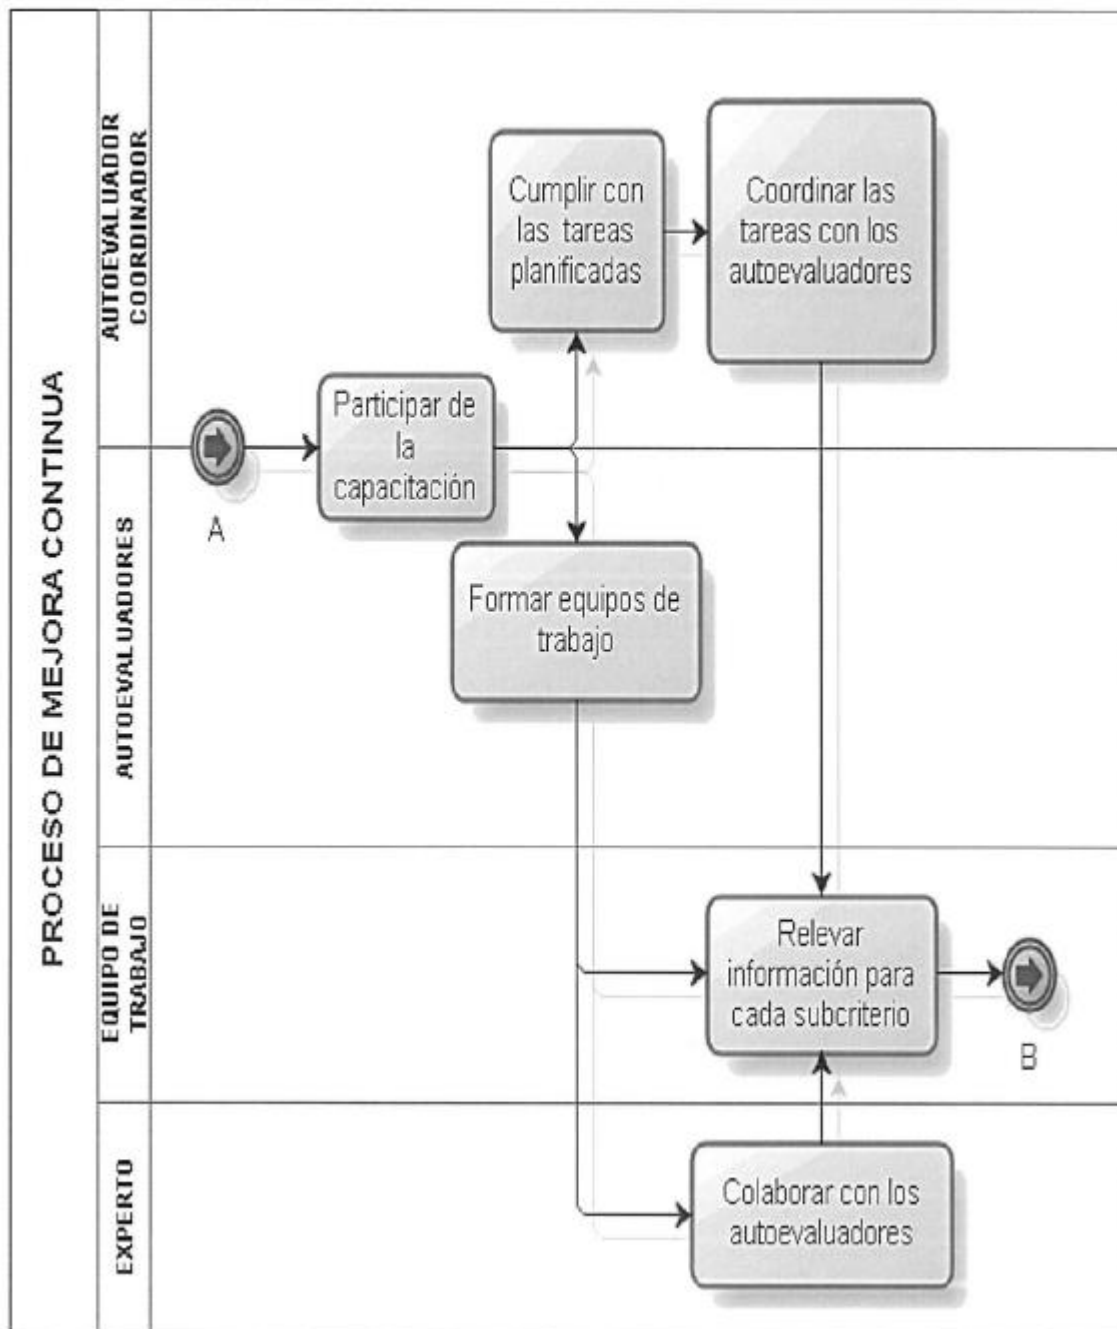 PROCESO DE MEJORA CONTINUA
AUTOEVALUADOR
COORDINADOR
Cumplir con
las tareas
planificadas
Coordinar las
tareas con los
autoevaluadores
Participar de
la
capacitación
A
AUTOEVALUADORES
Formar equipos de
trabajo
EQUIPO DE
TRABAJO
Relevar
información para
cada subcriterio
B
EXPERTO
Colaborar con los
autoevaluadores